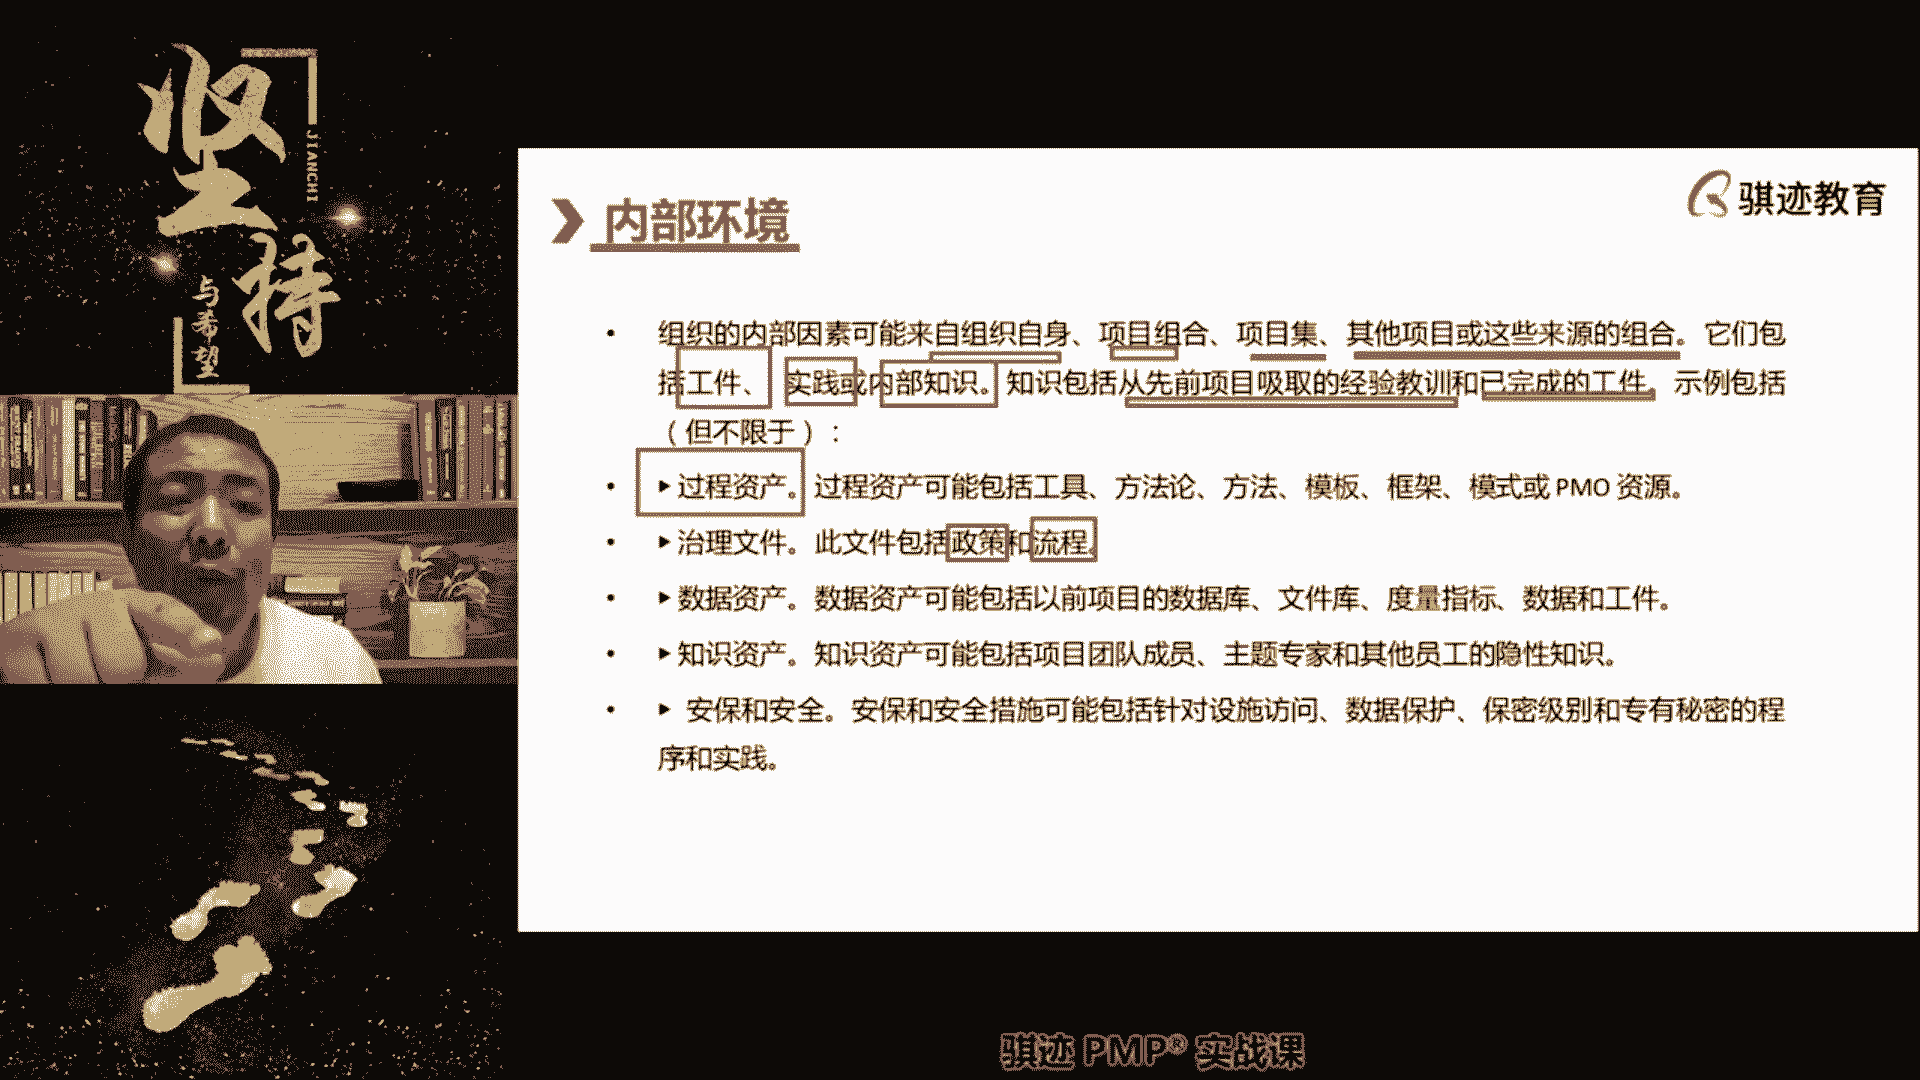 坚持
JIANCHI
与希望
内部环境
骐迹教育
• 组织的内部因素可能来自组织自身、项目组合、项目集、其他项目或这些来源的组合。它们包
括工件、实践或内部知识。知识包括从先前项目吸取的经验教训和已完成的工件。示例包括
（但不限于）：
• ▶过程资产。过程资产可能包括工具、方法论、方法、模板、框架、模式或 PMO 资源。
• ▶治理文件。此文件包括政策和流程。
• ▶数据资产。数据资产可能包括以前项目的数据库、文件库、度量指标、数据和工件。
• ▶知识资产。知识资产可能包括项目团队成员、主题专家和其他员工的隐性知识。
• ▶ 安保和安全。安保和安全措施可能包括针对设施访问、数据保护、保密级别和专有秘密的程
序和实践。
骐迹 PMP® 实战课